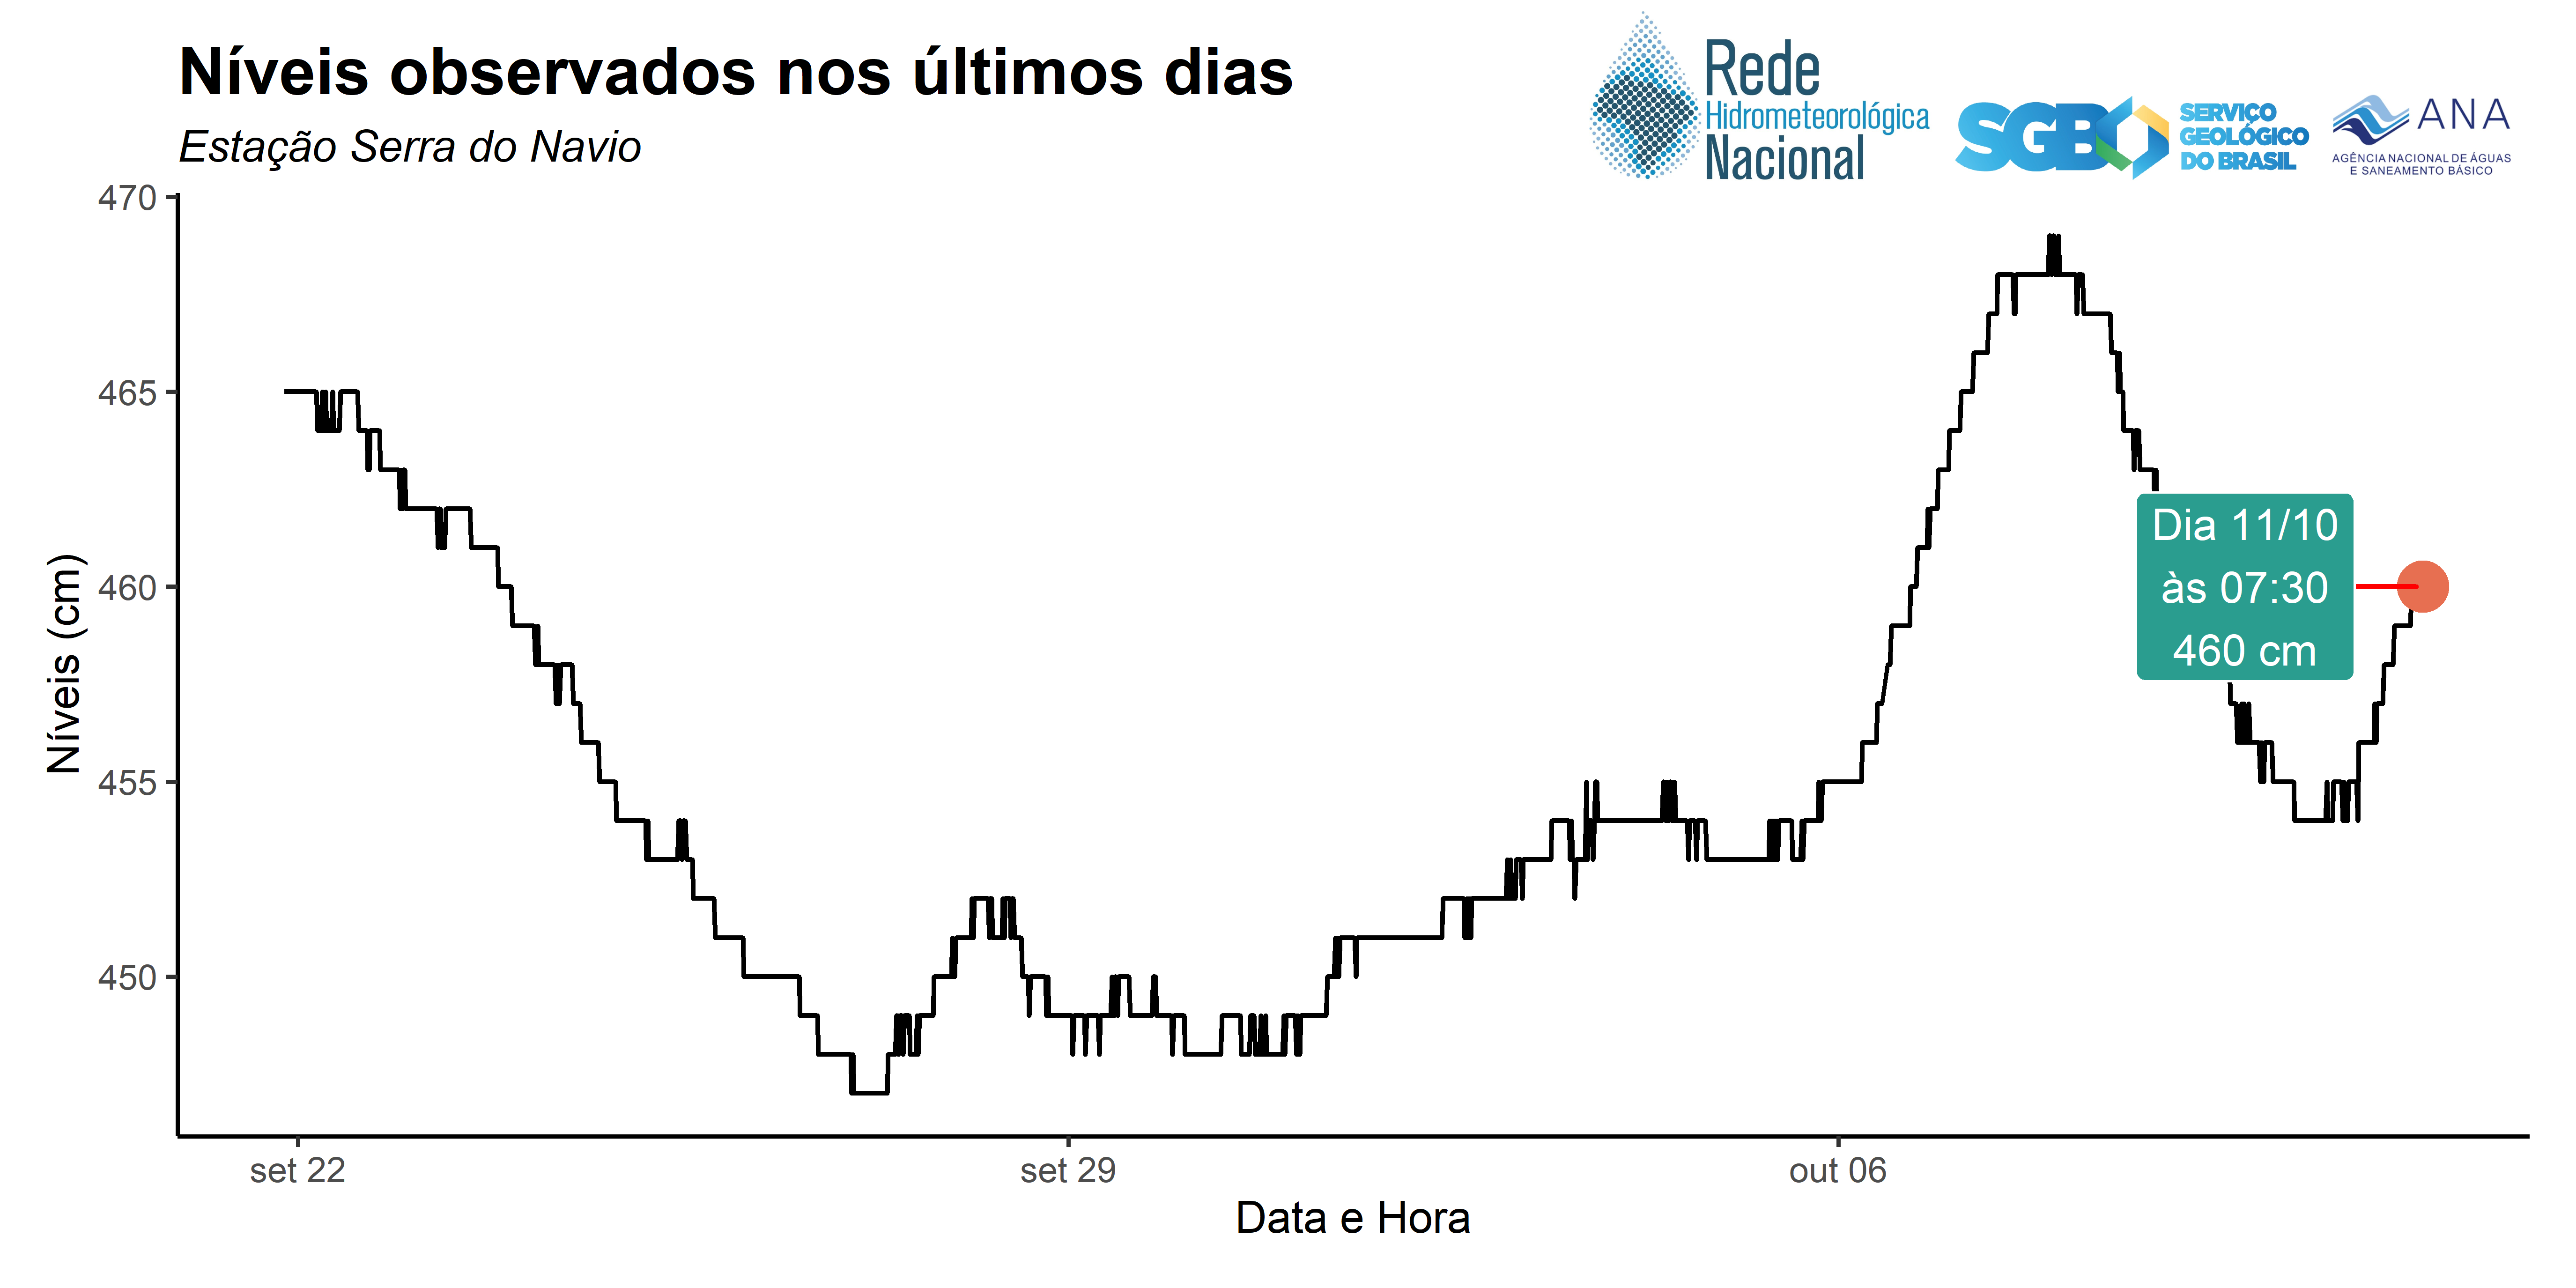 Níveis observados nos últimos dias
Estação Serra do Navio
Rede
Hidrometeorológica
Nacional
SGB
SERVIÇO
GEOLÓGICO
DO BRASIL
ANA
AGÊNCIA NACIONAL DE ÁGUAS
E SANEAMENTO BÁSICO
470
465
460
455
450
Níveis (cm)
Dia 11/10
às 07:30
460 cm
set 22
set 29
out 06
Data e Hora